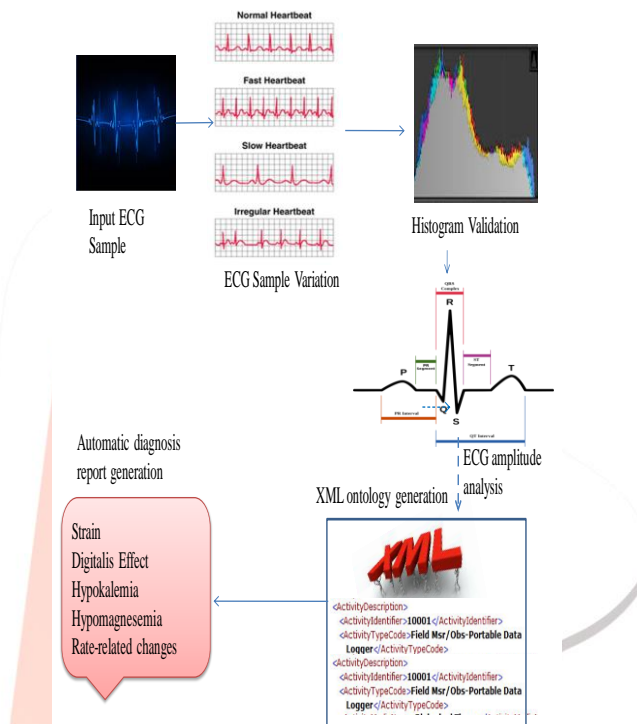 Normal Heartbeat
Fast Heartbeat
Slow Heartbeat
Irregular Heartbeat
Input ECG
Sample
ECG Sample Variation
Histogram Validation
QRS
Complex
R
PR
Segment
ST
Segment
P
T
Q
S
PR Interval
QT Interval
ECG amplitude
analysis
XML ontology generation
XML
<ActivityDescription>
<ActivityIdentifier>10001</ActivityIdentifier>
<ActivityTypeCode>Field Msr/Obs-Portable Data
Logger</ActivityTypeCode>
<ActivityDescription>
<ActivityIdentifier>10001</ActivityIdentifier>
<ActivityTypeCode>Field Msr/Obs-Portable Data
Logger</ActivityTypeCode>
Automatic diagnosis
report generation
Strain
Digitalis Effect
Hypokalemia
Hypomagnesemia
Rate-related changes